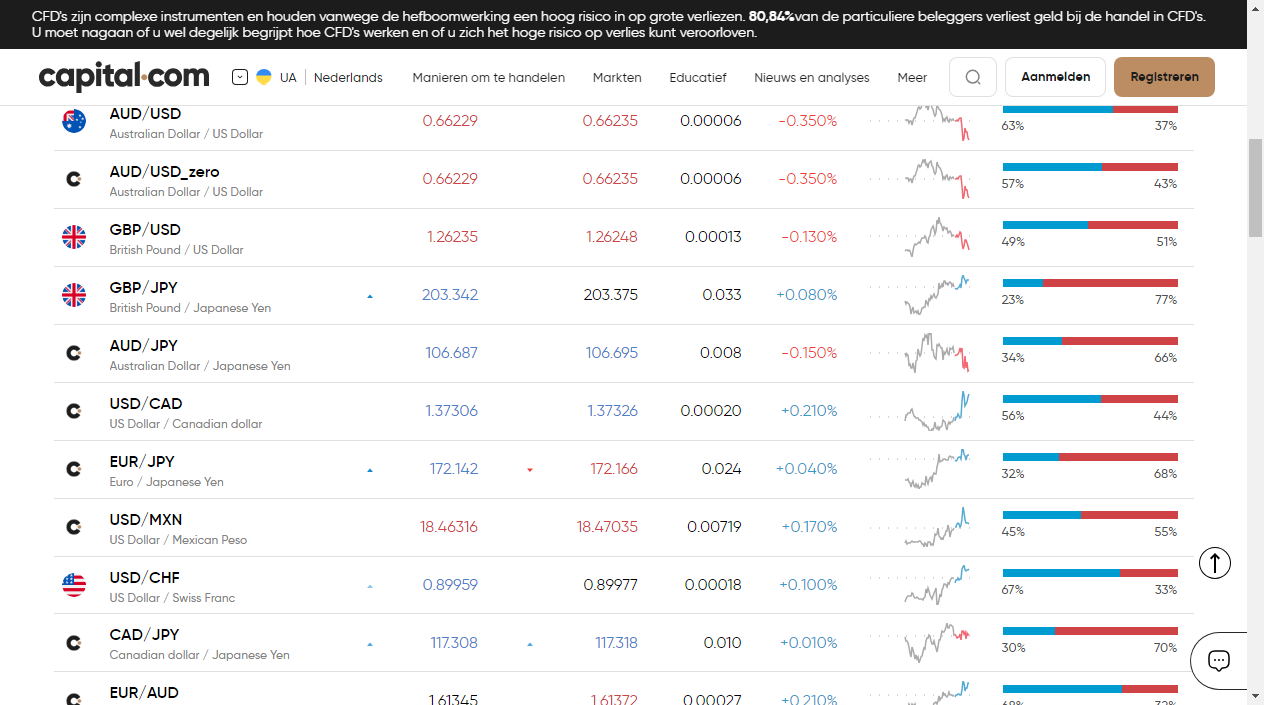 CFD's zijn complexe instrumenten en houden vanwege de hefboomwerking een hoog risico in op grote verliezen. 80,84%van de particuliere beleggers verliest geld bij de handel in CFD's.
U moet nagaan of u wel degelijk begrijpt hoe CFD's werken en of u zich het hoge risico op verlies kunt veroorloven.
capital.com UA Nederlands Manieren om te handelen Markten Educatief Nieuws en analyses Meer Aanmelden Registreren
AUD/USD 0.66229 0.66235 0.00006 -0.350%
Australian Dollar / US Dollar 63% 37%
AUD/USD_zero 0.66229 0.66235 0.00006 -0.350%
Australian Dollar / US Dollar 57% 43%
GBP/USD 1.26235 1.26248 0.00013 -0.130%
British Pound / US Dollar 49% 51%
GBP/JPY 203.342 203.375 0.033 +0.080%
British Pound / Japanese Yen 23% 77%
AUD/JPY 106.687 106.695 0.008 -0.150%
Australian Dollar / Japanese Yen 34% 66%
USD/CAD 1.37306 1.37326 0.00020 +0.210%
US Dollar / Canadian dollar 56% 44%
EUR/JPY 172.142 172.166 0.024 +0.040%
Euro / Japanese Yen 32% 68%
USD/MXN 18.46316 18.47035 0.00719 +0.170%
US Dollar / Mexican Peso 45% 55%
USD/CHF 0.89959 0.89977 0.00018 +0.100%
US Dollar / Swiss Franc 67% 33%
CAD/JPY 117.308 117.318 0.010 +0.010%
Canadian dollar / Japanese Yen 30% 70%
EUR/AUD 1.61345 1.61372 0.00027 +0.210%